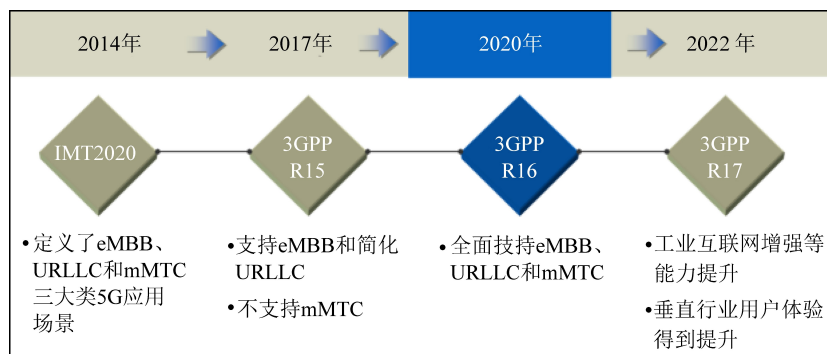 2014年
2017年
2020年
2022 年
IMT2020
3GPP
R15
3GPP
R16
3GPP
R17
•定义了eMBB、
URLLC和mMTC
三大类5G应用
场景
•支持eMBB和简化
URLLC
•不支持mMTC
•全面技持eMBB、
URLLC和mMTC
•工业互联网增强等
能力提升
•垂直行业用户体验
得到提升